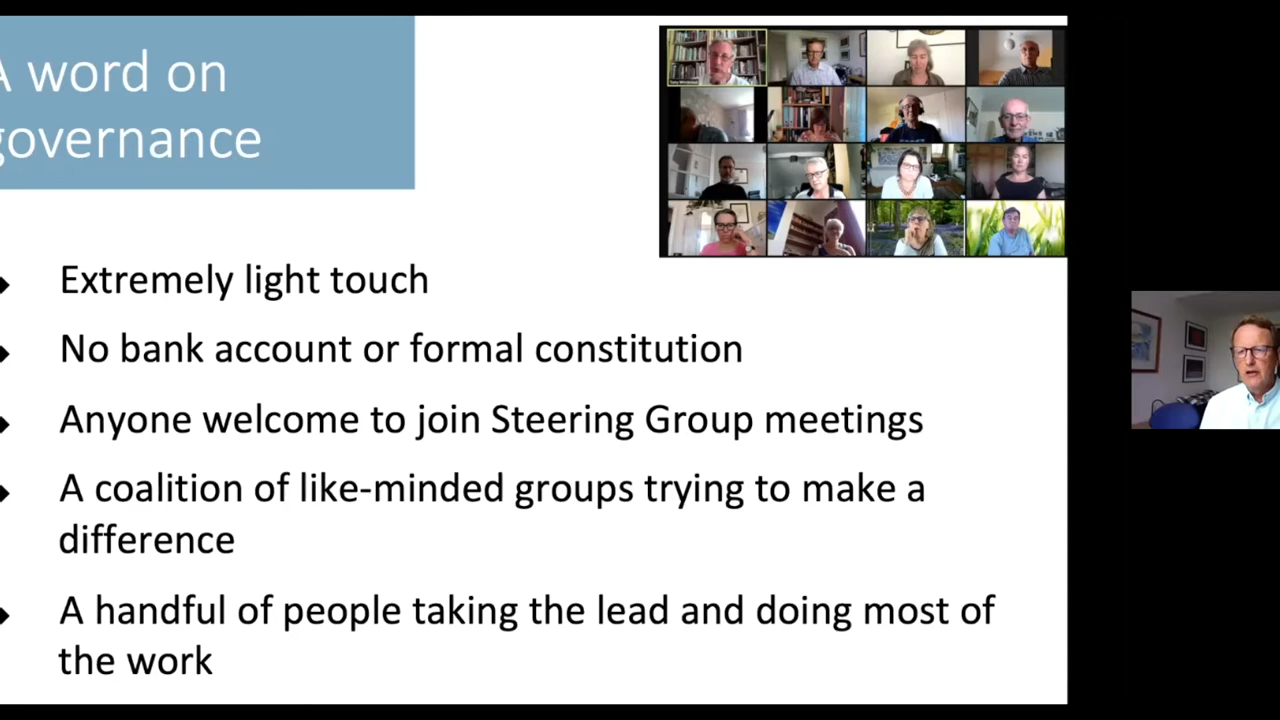 A word on
governance
Extremely light touch
No bank account or formal constitution
Anyone welcome to join Steering Group meetings
A coalition of like-minded groups trying to make a
difference
A handful of people taking the lead and doing most of
the work